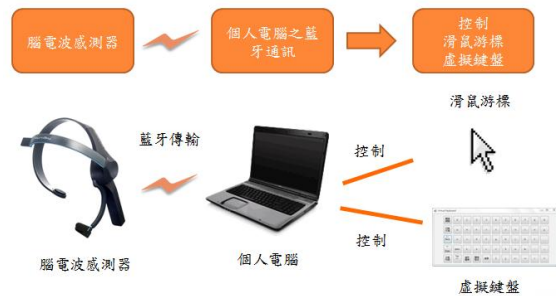 腦電波感測器
個人電腦之藍
牙通訊
控制
滑鼠游標
虛擬鍵盤
滑鼠游標
藍牙傳輸
控制
控制
腦電波感測器
個人電腦
虛擬鍵盤